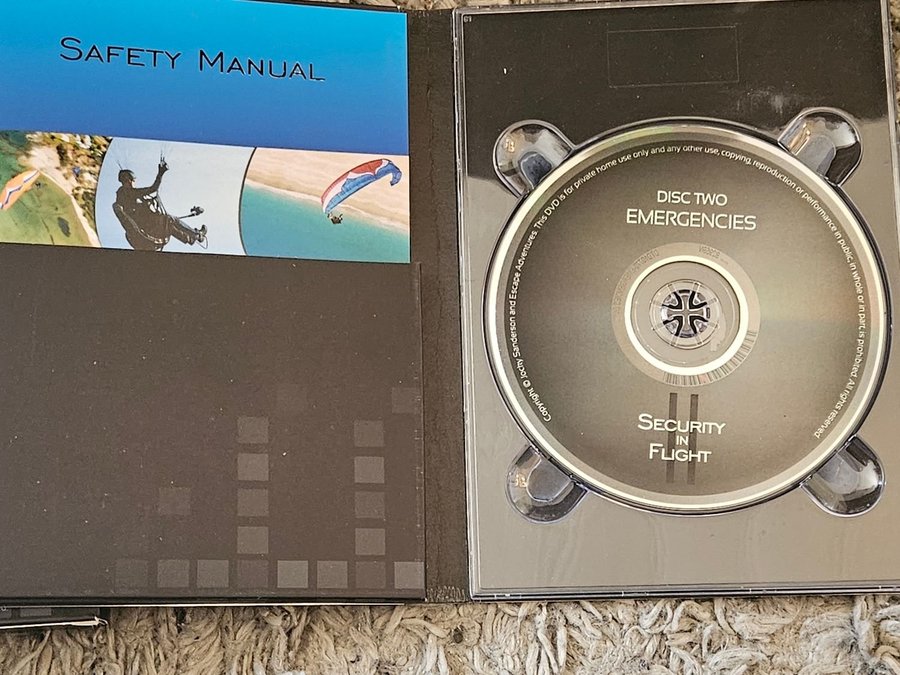 SAFETY MANUAL
DISC TWO
EMERGENCIES
SECURITY
IN
FLIGHT
Copyright © Jocky Sanderson and Escape Adventures. This DVD is for private home use only and any other use, copying, reproduction or performance in public, in whole or in part, is prohibited. All rights reserved